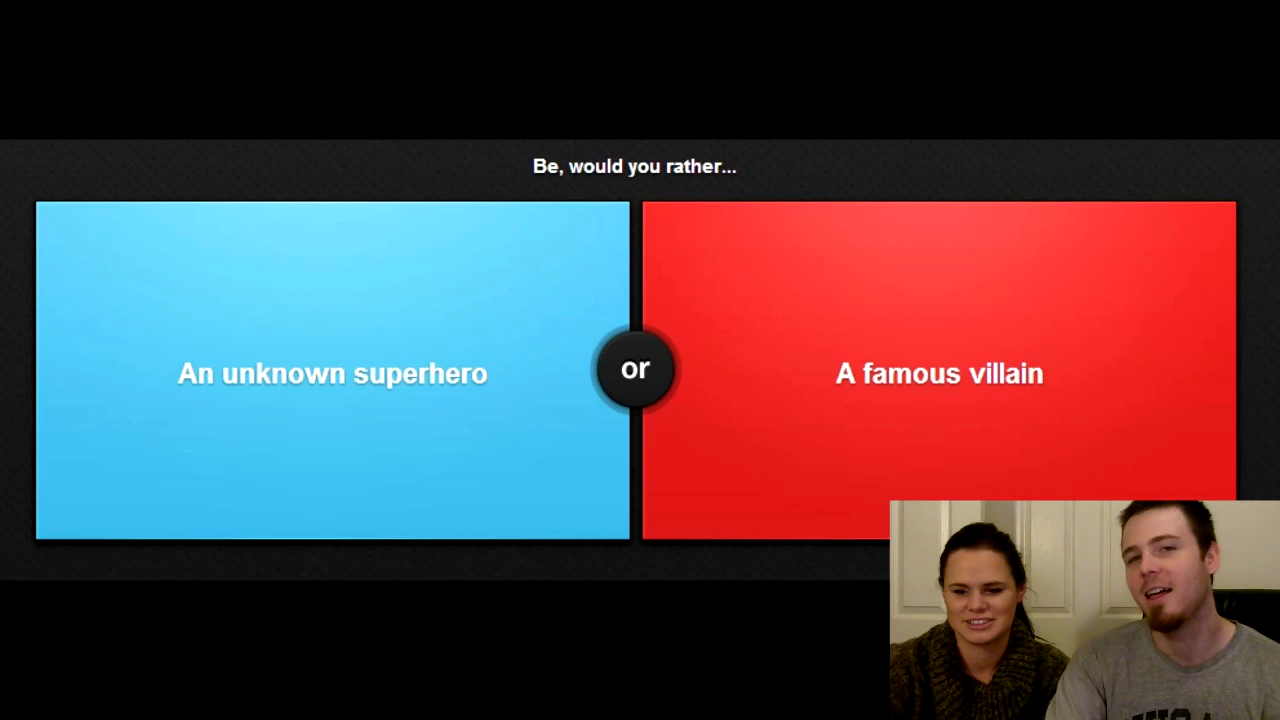 Be, would you rather...
An unknown superhero
or
A famous villain